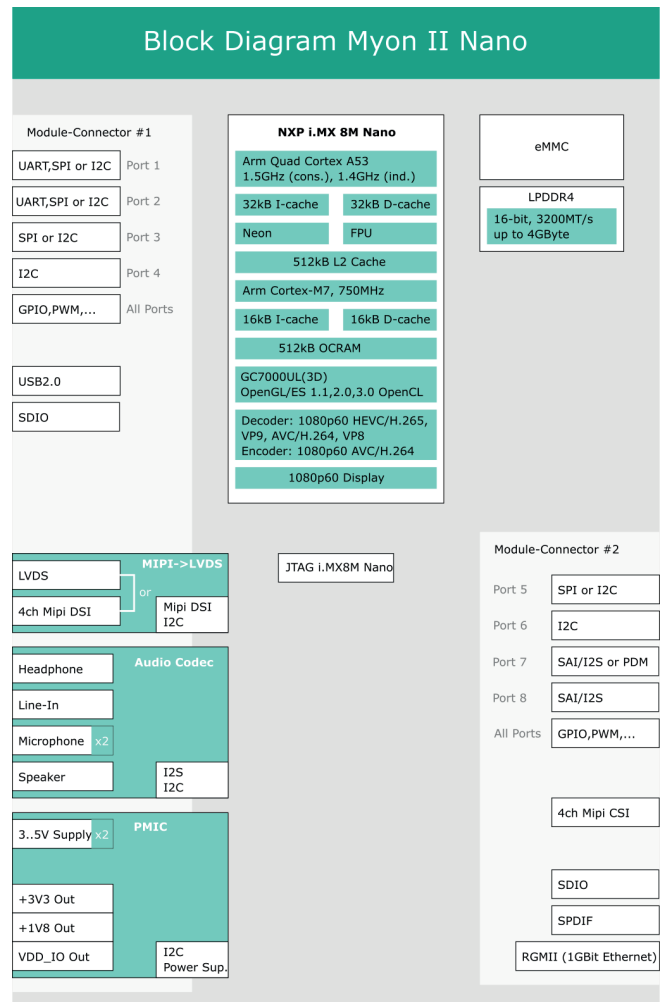 Block Diagram Myon II Nano
Module-Connector #1
UART,SPI or I2C Port 1
UART,SPI or I2C Port 2
SPI or I2C Port 3
I2C Port 4
GPIO,PWM,... All Ports
USB2.0
SDIO
NXP i.MX 8M Nano
Arm Quad Cortex A53
1.5GHz (cons.), 1.4GHz (ind.)
32kB I-cache 32kB D-cache
Neon FPU
512kB L2 Cache
Arm Cortex-M7, 750MHz
16kB I-cache 16kB D-cache
512kB OCRAM
GC7000UL(3D)
OpenGL/ES 1.1,2.0,3.0 OpenCL
Decoder: 1080p60 HEVC/H.265,
VP9, AVC/H.264, VP8
Encoder: 1080p60 AVC/H.264
1080p60 Display
eMMC
LPDDR4
16-bit, 3200MT/s
up to 4GByte
MIPI->LVDS
LVDS
or
4ch Mipi DSI
Mipi DSI
I2C
JTAG i.MX8M Nano
Audio Codec
Headphone
Line-In
Microphone x2
Speaker
I2S
I2C
PMIC
3..5V Supply x2
+3V3 Out
+1V8 Out
VDD_IO Out
I2C
Power Sup.
Module-Connector #2
Port 5 SPI or I2C
Port 6 I2C
Port 7 SAI/I2S or PDM
Port 8 SAI/I2S
All Ports GPIO,PWM,...
4ch Mipi CSI
SDIO
SPDIF
RGMII (1GBit Ethernet)